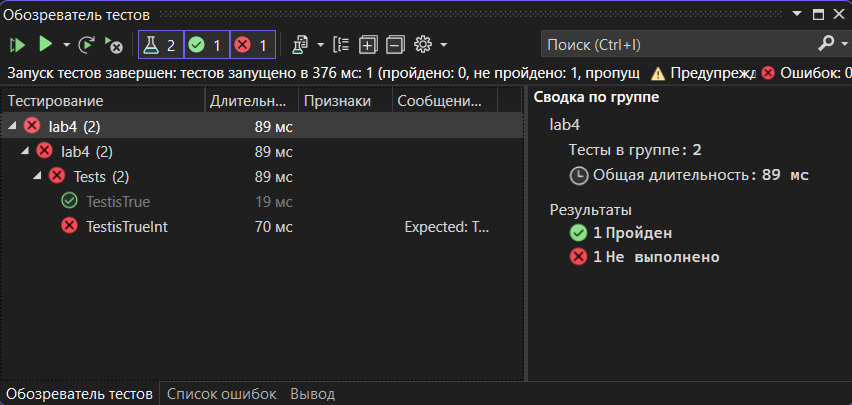 Обозреватель тестов
2 1 1 Поиск (Ctrl+I)
Запуск тестов завершен: тестов запущено в 376 мс: 1 (пройдено: 0, не пройдено: 1, пропущ Предупрежд Ошибок: 0
Тестирование Длительн... Признаки Сообщени...
lab4 (2) 89 мс
lab4 (2) 89 мс
Tests (2) 89 мс
TestisTrue 19 мс
TestisTrueInt 70 мс Expected: T...
Сводка по группе
lab4
Тесты в группе: 2
Общая длительность: 89 мс
Результаты
1 Пройден
1 Не выполнено
Обозреватель тестов Список ошибок Вывод